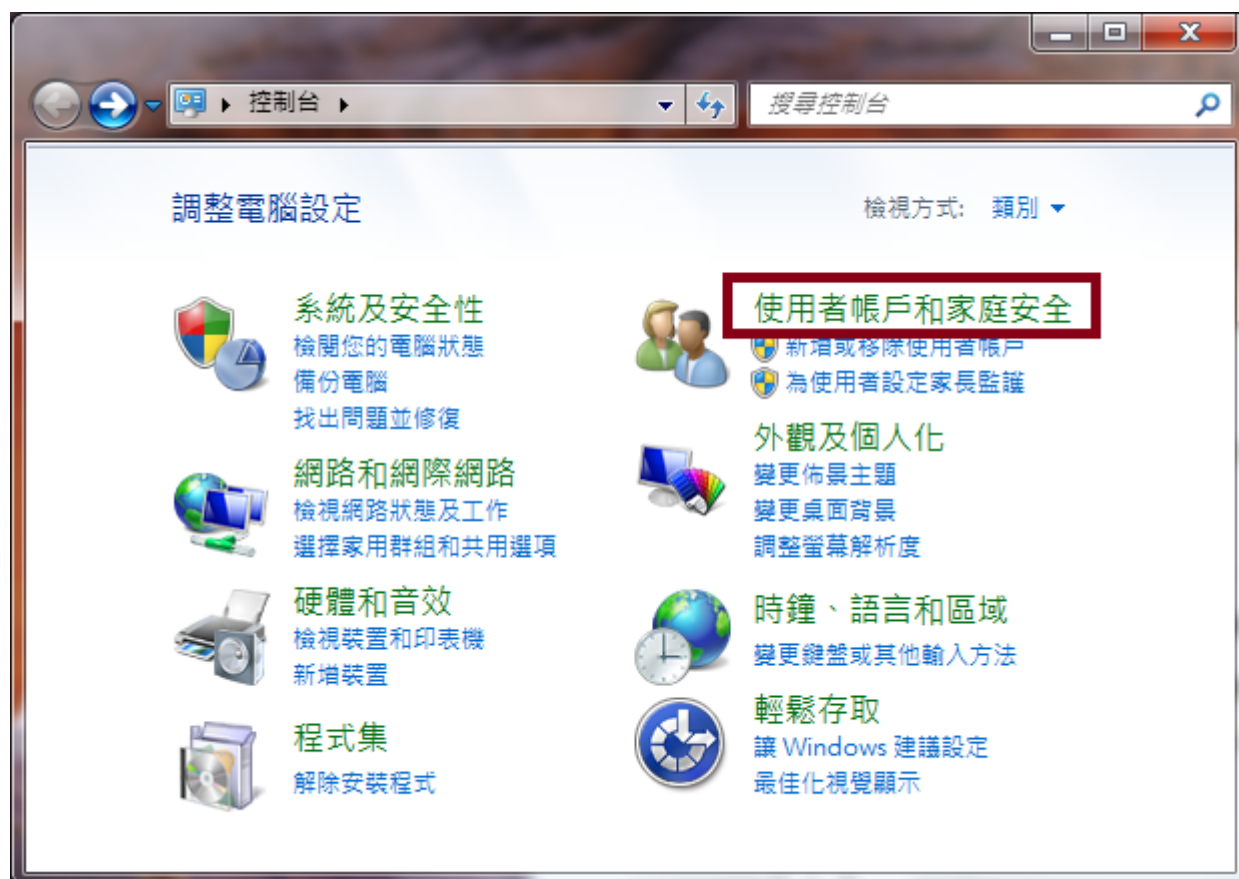 控制台
搜尋控制台
調整電腦設定
檢視方式: 類別
系統及安全性
檢閱您的電腦狀態
備份電腦
找出問題並修復
網路和網際網路
檢視網路狀態及工作
選擇家用群組和共用選項
硬體和音效
檢視裝置和印表機
新增裝置
程式集
解除安裝程式
使用者帳戶和家庭安全
新增或移除使用者帳戶
為使用者設定家長監護
外觀及個人化
變更佈景主題
變更桌面背景
調整螢幕解析度
時鐘、語言和區域
變更鍵盤或其他輸入方法
輕鬆存取
讓 Windows 建議設定
最佳化視覺顯示